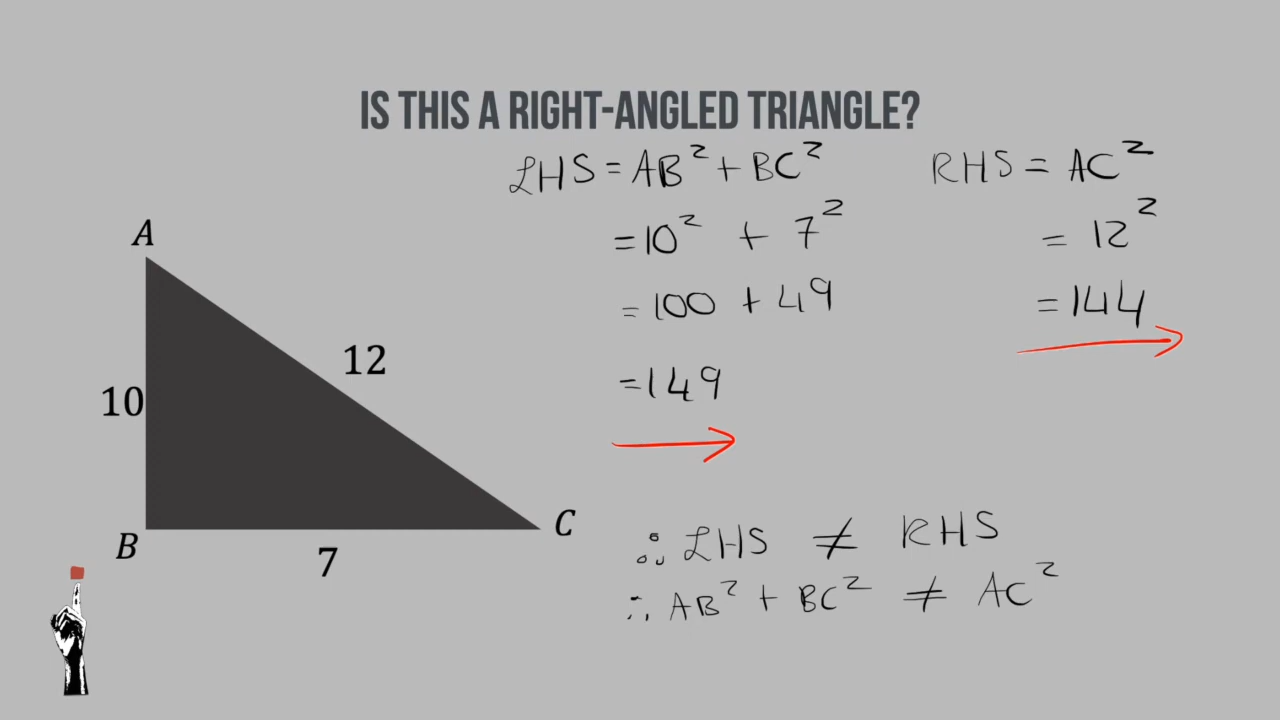 IS THIS A RIGHT-ANGLED TRIANGLE?
LHS = AB² + BC²
= 10² + 7²
= 100 + 49
= 149
RHS = AC²
= 12²
= 144
A
10
12
B
7
C
∴ LHS ≠ RHS
∴ AB² + BC² ≠ AC²